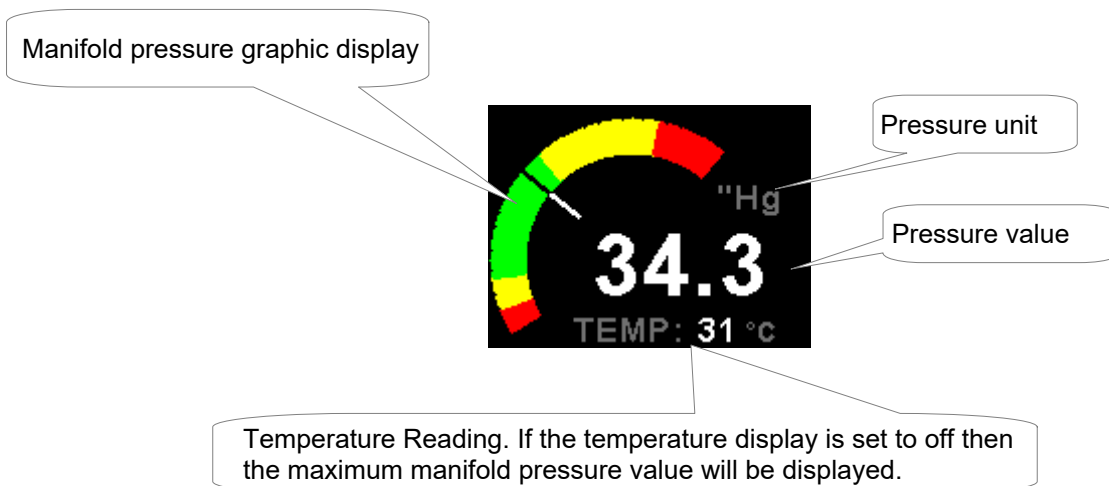 Manifold pressure graphic display
Pressure unit
"Hg
Pressure value
34.3
TEMP: 31 °C
Temperature Reading. If the temperature display is set to off then
the maximum manifold pressure value will be displayed.